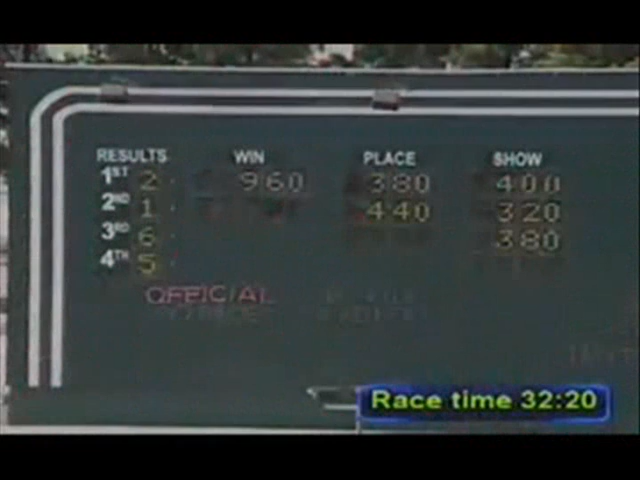 RESULTS WIN PLACE SHOW
1ST 2 960 380 400
2ND 1 440 320
3RD 6 380
4TH 5
OFFICIAL
Race time 32:20